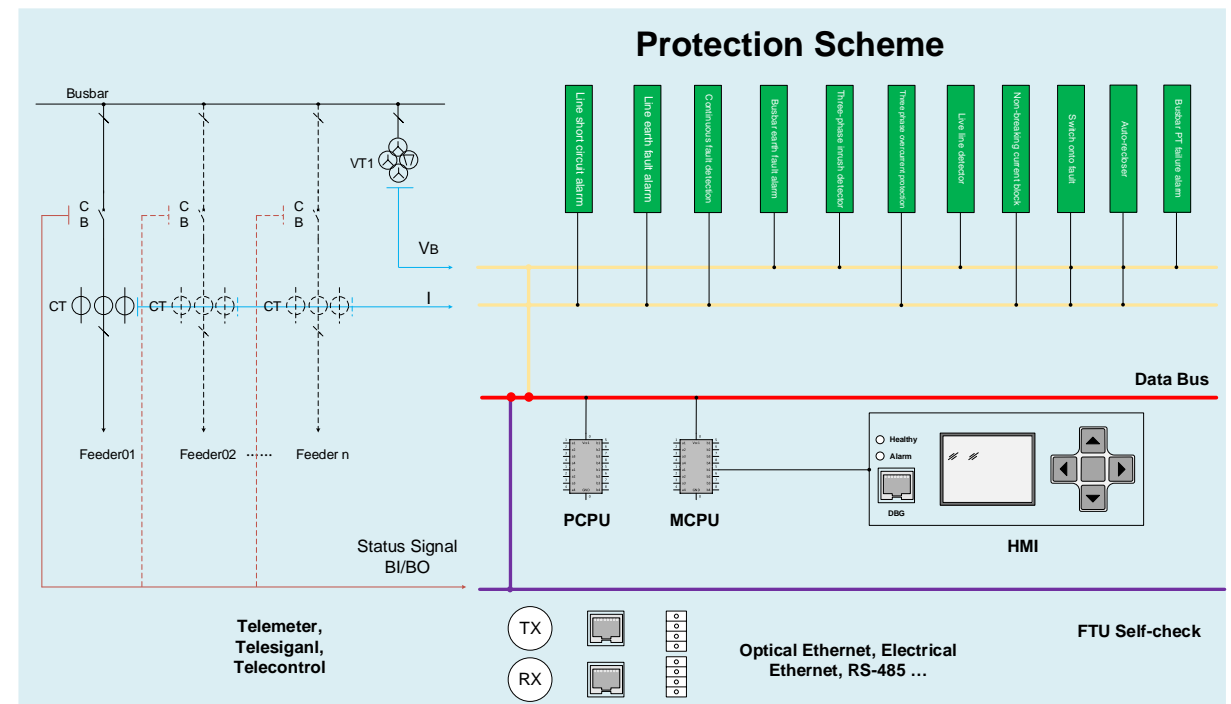 Protection Scheme
Busbar
VT1
C
B
C
B
C
B
VB
I
CT
CT
CT
Feeder01
Feeder02
......
Feeder n
Status Signal
BI/BO
Telemeter,
Telesiganl,
Telecontrol
Line short circuit alarm
Line earth fault alarm
Continuous fault detection
Busbar earth fault alarm
Three-phase inrush detector
Three phase overcurrent protection
Live line detector
Non-breaking current block
Switch onto fault
Auto-recloser
Busbar PT failure alarm
Data Bus
PCPU
MCPU
Healthy
Alarm
DBG
HMI
TX
RX
Optical Ethernet, Electrical
Ethernet, RS-485 ...
FTU Self-check